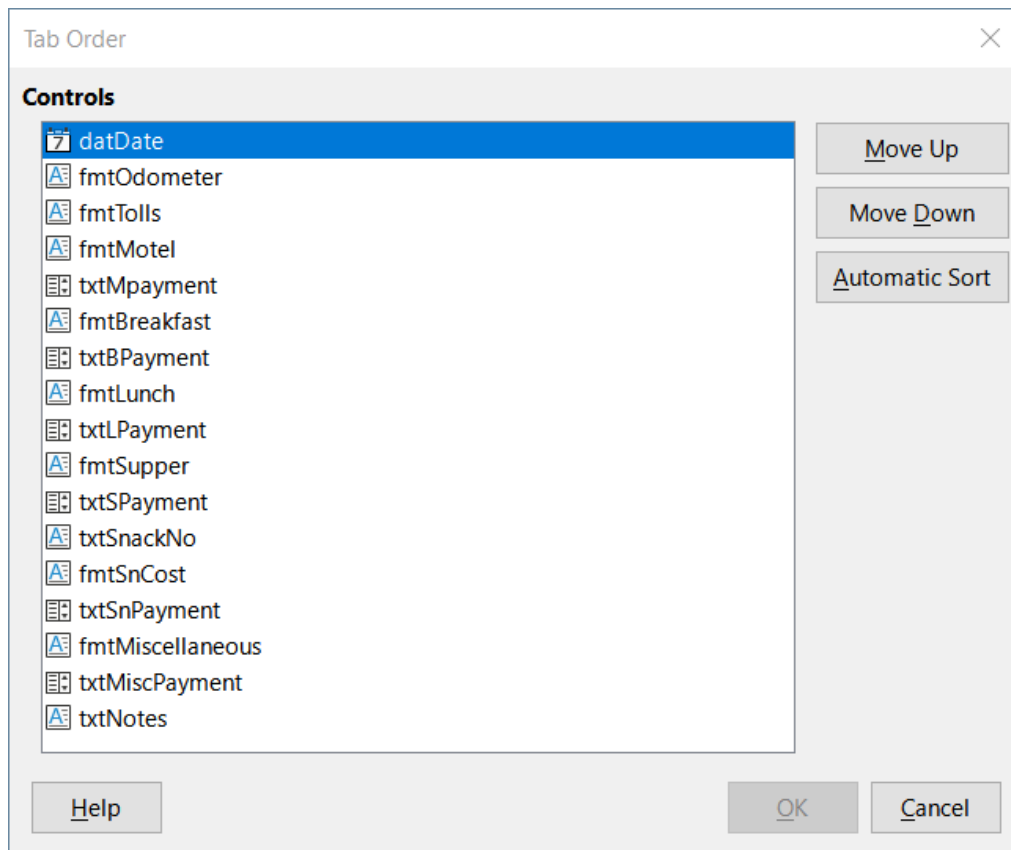 Tab Order
Controls
7 datDate
A fmtOdometer
A fmtTolls
A fmtMotel
txtMpayment
A fmtBreakfast
txtBPayment
A fmtLunch
txtLPayment
A fmtSupper
txtSPayment
A txtSnackNo
A fmtSnCost
txtSnPayment
A fmtMiscellaneous
txtMiscPayment
A txtNotes
Move Up
Move Down
Automatic Sort
Help
OK
Cancel